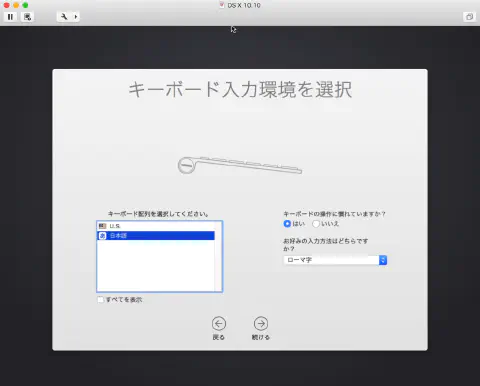 OS X 10.10
キーボード入力環境を選択
キーボード配列を選択してください。
U.S.
あ 日本語
すべてを表示
キーボードの操作に慣れていますか？
はい いいえ
お好みの入力方法はどちらです
か？
ローマ字
戻る 続ける